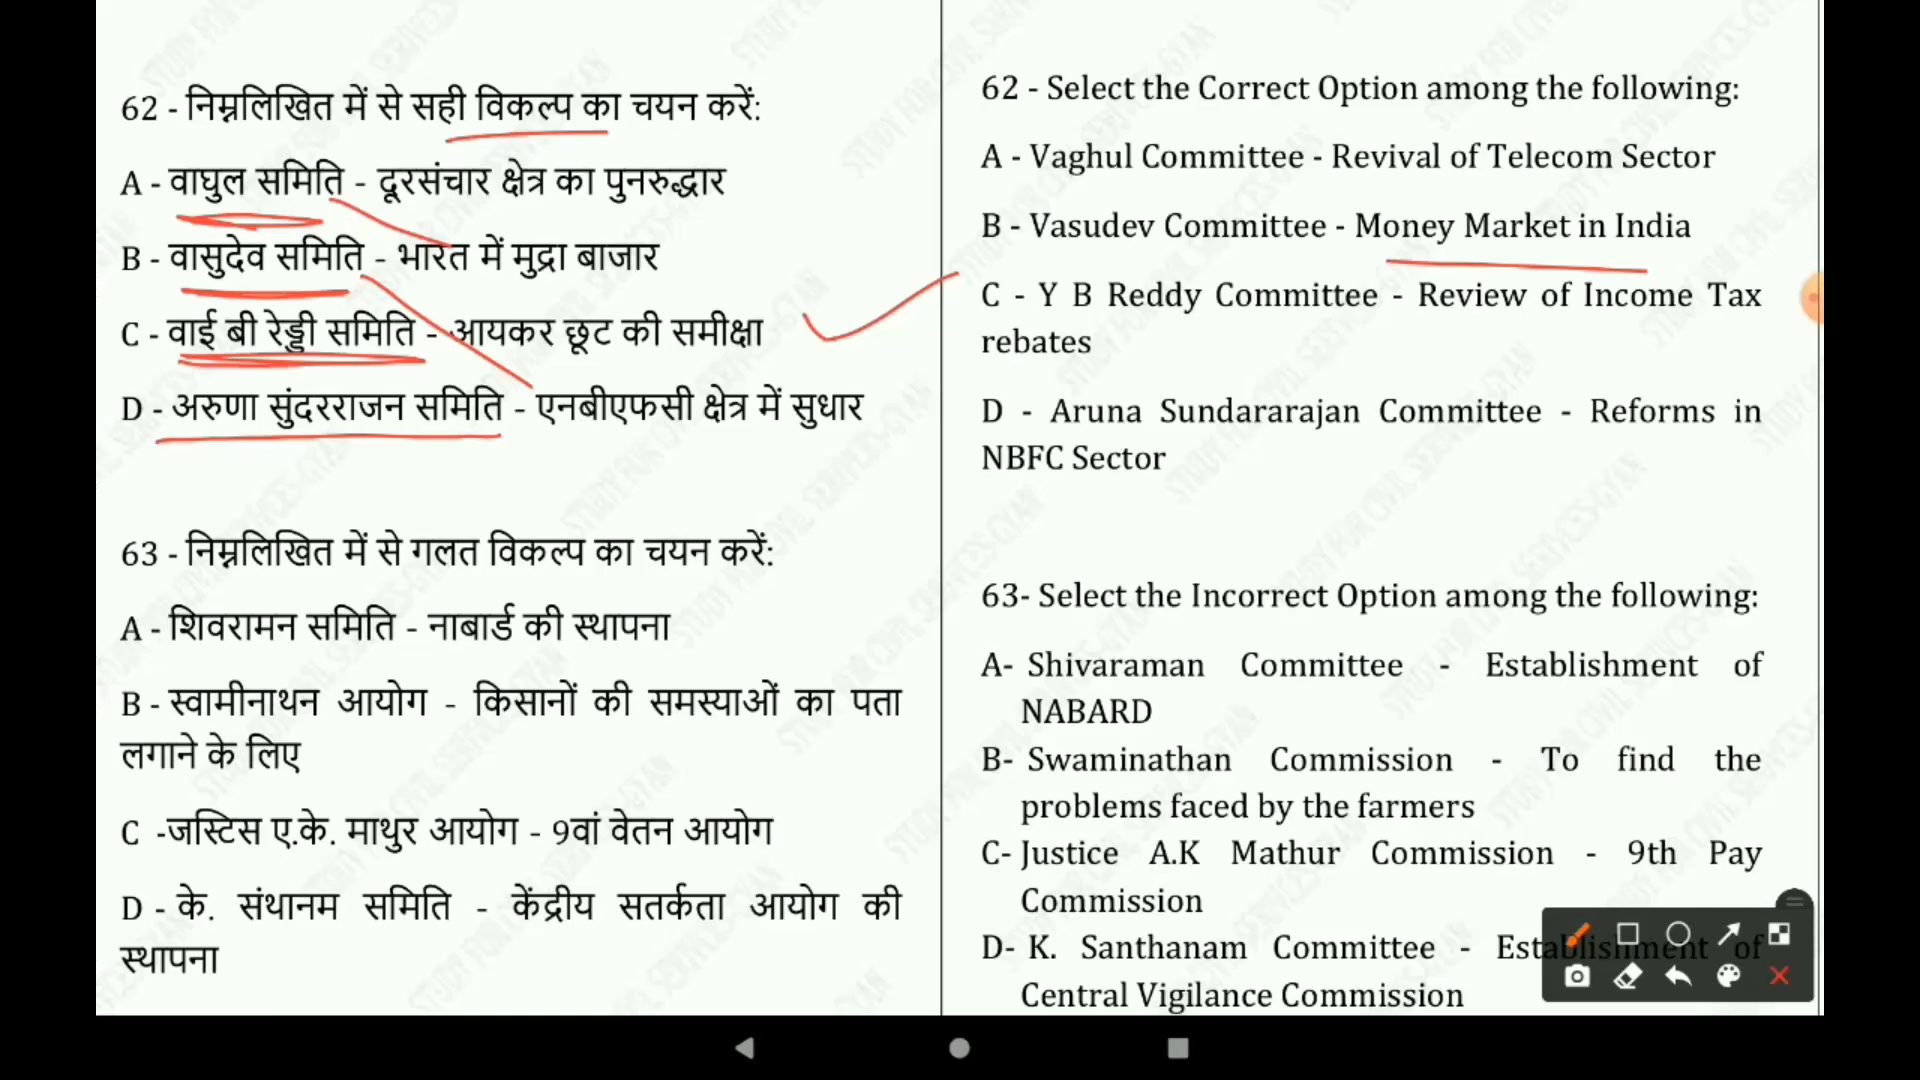 62 - निम्नलिखित में से सही विकल्प का चयन करें:
A - वाघुल समिति - दूरसंचार क्षेत्र का पुनरुद्धार
B - वासुदेव समिति - भारत में मुद्रा बाजार
C - वाई बी रेड्डी समिति - आयकर छूट की समीक्षा
D - अरुणा सुंदरराजन समिति - एनबीएफसी क्षेत्र में सुधार
63 - निम्नलिखित में से गलत विकल्प का चयन करें:
A - शिवरामन समिति - नाबार्ड की स्थापना
B - स्वामीनाथन आयोग - किसानों की समस्याओं का पता
लगाने के लिए
C -जस्टिस ए.के. माथुर आयोग - 9वां वेतन आयोग
D - के. संथानम समिति - केंद्रीय सतर्कता आयोग की
स्थापना
62 - Select the Correct Option among the following:
A - Vaghul Committee - Revival of Telecom Sector
B - Vasudev Committee - Money Market in India
C - Y B Reddy Committee - Review of Income Tax
rebates
D - Aruna Sundararajan Committee - Reforms in
NBFC Sector
63- Select the Incorrect Option among the following:
A- Shivaraman Committee - Establishment of
NABARD
B- Swaminathan Commission - To find the
problems faced by the farmers
C- Justice A.K Mathur Commission - 9th Pay
Commission
D- K. Santhanam Committee - Establishment of
Central Vigilance Commission
STUDY FOR CIVIL SERVICES-GYAN